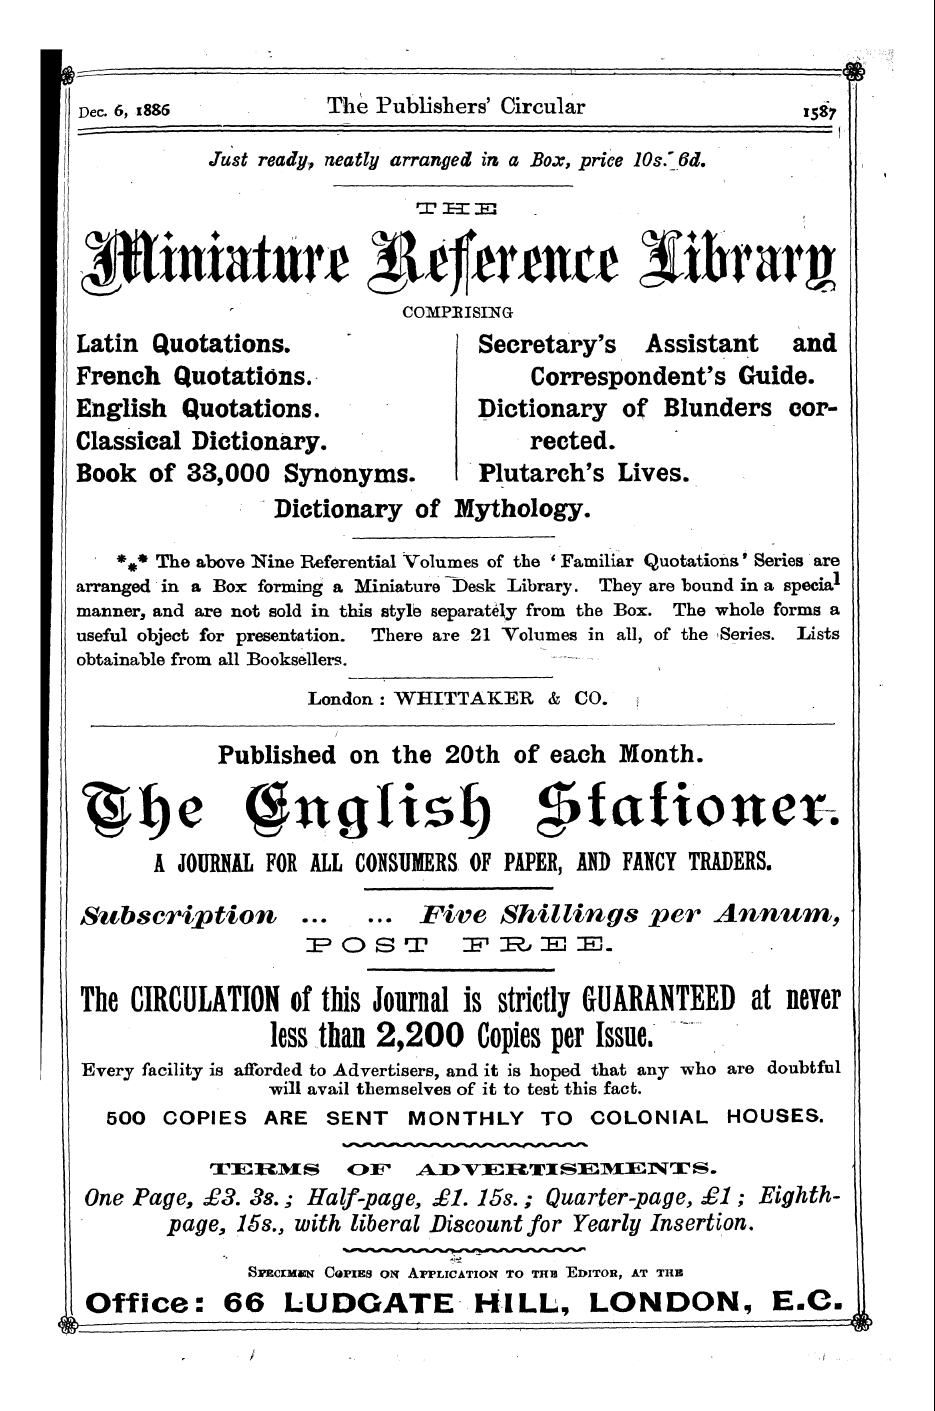 Dec. 6, 1886 The Publishers' Circular 1587
Just ready, neatly arranged in a Box, price 10s. 6d.
THE
Miniature Reference Library
COMPRISING
Latin Quotations.
French Quotations.
English Quotations.
Classical Dictionary.
Book of 33,000 Synonyms.
Secretary's Assistant and
Correspondent's Guide.
Dictionary of Blunders cor-
rected.
Plutarch's Lives.
Dictionary of Mythology.
*** The above Nine Referential Volumes of the 'Familiar Quotations' Series are
arranged in a Box forming a Miniature Desk Library. They are bound in a special
manner, and are not sold in this style separately from the Box. The whole forms a
useful object for presentation. There are 21 Volumes in all, of the Series. Lists
obtainable from all Booksellers.
London: WHITTAKER & CO.
Published on the 20th of each Month.
The English Stationer.
A JOURNAL FOR ALL CONSUMERS OF PAPER, AND FANCY TRADERS.
Subscription ... ... Five Shillings per Annum,
POST FREE.
The CIRCULATION of this Journal is strictly GUARANTEED at never
less than 2,200 Copies per Issue.
Every facility is afforded to Advertisers, and it is hoped that any who are doubtful
will avail themselves of it to test this fact.
500 COPIES ARE SENT MONTHLY TO COLONIAL HOUSES.
TERMS OF ADVERTISEMENTS.
One Page, £3. 3s.; Half-page, £1. 15s.; Quarter-page, £1; Eighth-
page, 15s., with liberal Discount for Yearly Insertion.
SPECIMEN COPIES ON APPLICATION TO THE EDITOR, AT THE
Office: 66 LUDGATE HILL, LONDON, E.C.